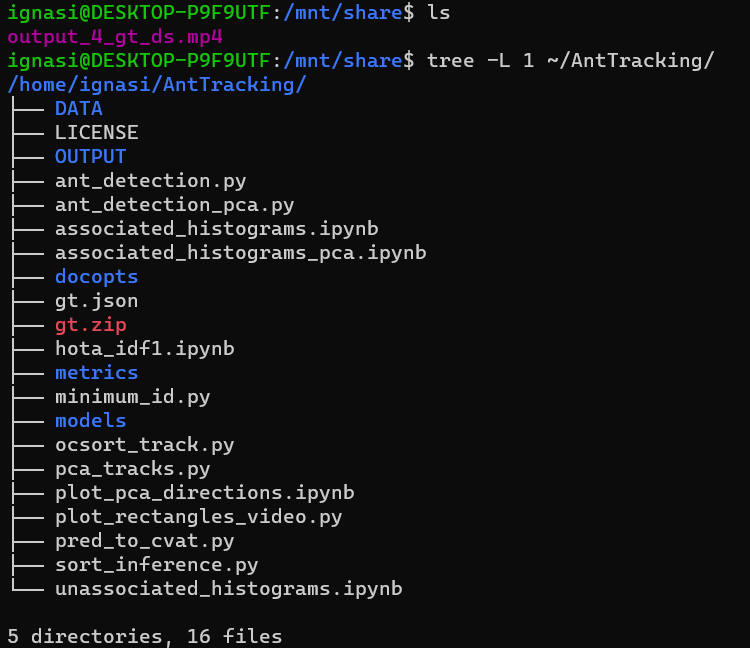 ignasi@DESKTOP-P9F9UTF:/mnt/share$ ls
output_4_gt_ds.mp4
ignasi@DESKTOP-P9F9UTF:/mnt/share$ tree -L 1 ~/AntTracking/
/home/ignasi/AntTracking/
├── DATA
├── LICENSE
├── OUTPUT
├── ant_detection.py
├── ant_detection_pca.py
├── associated_histograms.ipynb
├── associated_histograms_pca.ipynb
├── docopts
├── gt.json
├── gt.zip
├── hota_idf1.ipynb
├── metrics
├── minimum_id.py
├── models
├── ocsort_track.py
├── pca_tracks.py
├── plot_pca_directions.ipynb
├── plot_rectangles_video.py
├── pred_to_cvat.py
├── sort_inference.py
└── unassociated_histograms.ipynb

5 directories, 16 files